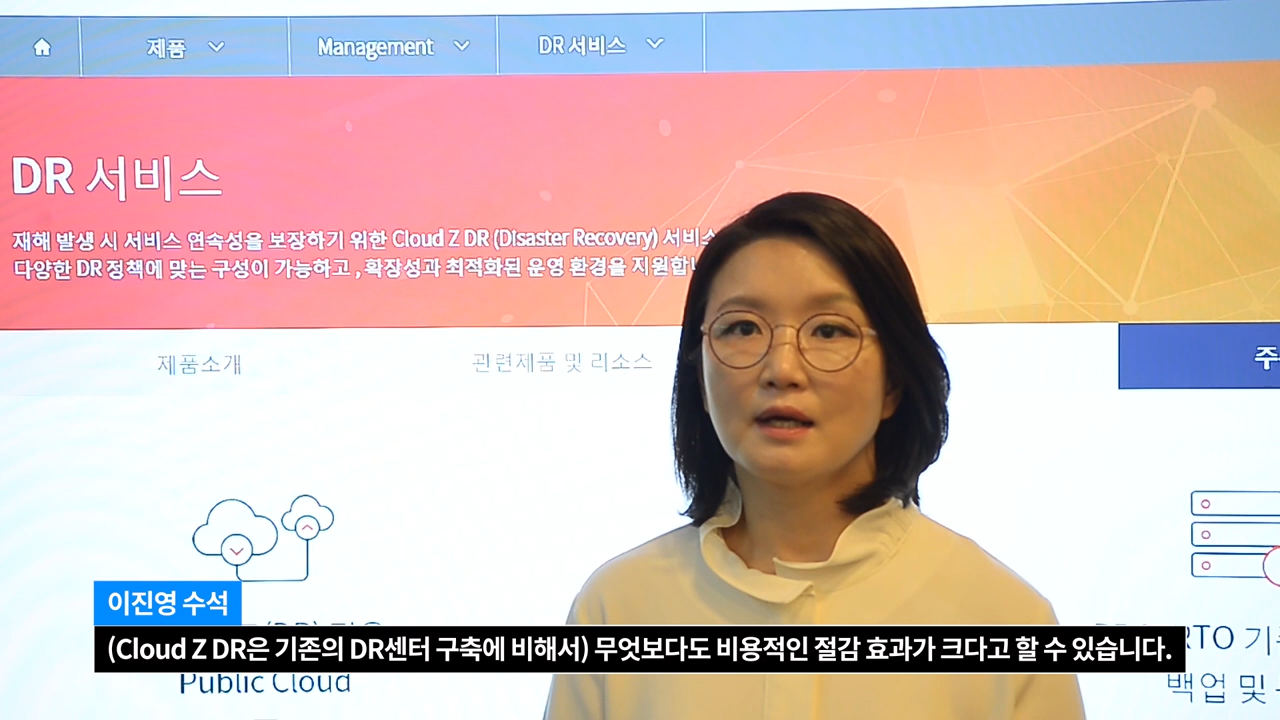 제품
Management
DR 서비스
DR 서비스
재해 발생 시 서비스 연속성을 보장하기 위한 Cloud Z DR (Disaster Recovery) 서비스
다양한 DR 정책에 맞는 구성이 가능하고, 확장성과 최적화된 운영 환경을 지원합니
제품소개
관련제품 및 리소스
이진영 수석
(Cloud Z DR은 기존의 DR센터 구축에 비해서) 무엇보다도 비용적인 절감 효과가 크다고 할 수 있습니다.
RTO
Public Cloud
백업 및